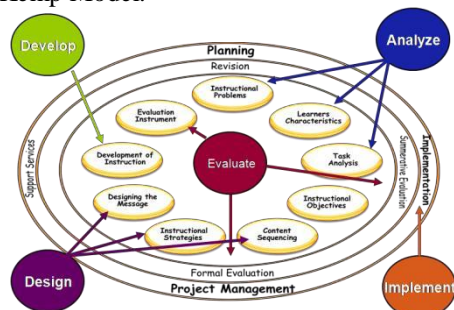 Kemp Model.
Develop
Analyze
Planning
Revision
Instructional
Problems
Evaluation
Instrument
Learners
Characteristics
Support Services
Development of
Instruction
Evaluate
Task
Analysis
Summerative Evaluation
Implementation
Designing the
Message
Instructional
Objectives
Instructional
Strategies
Content
Sequencing
Formal Evaluation
Project Management
Design
Implement